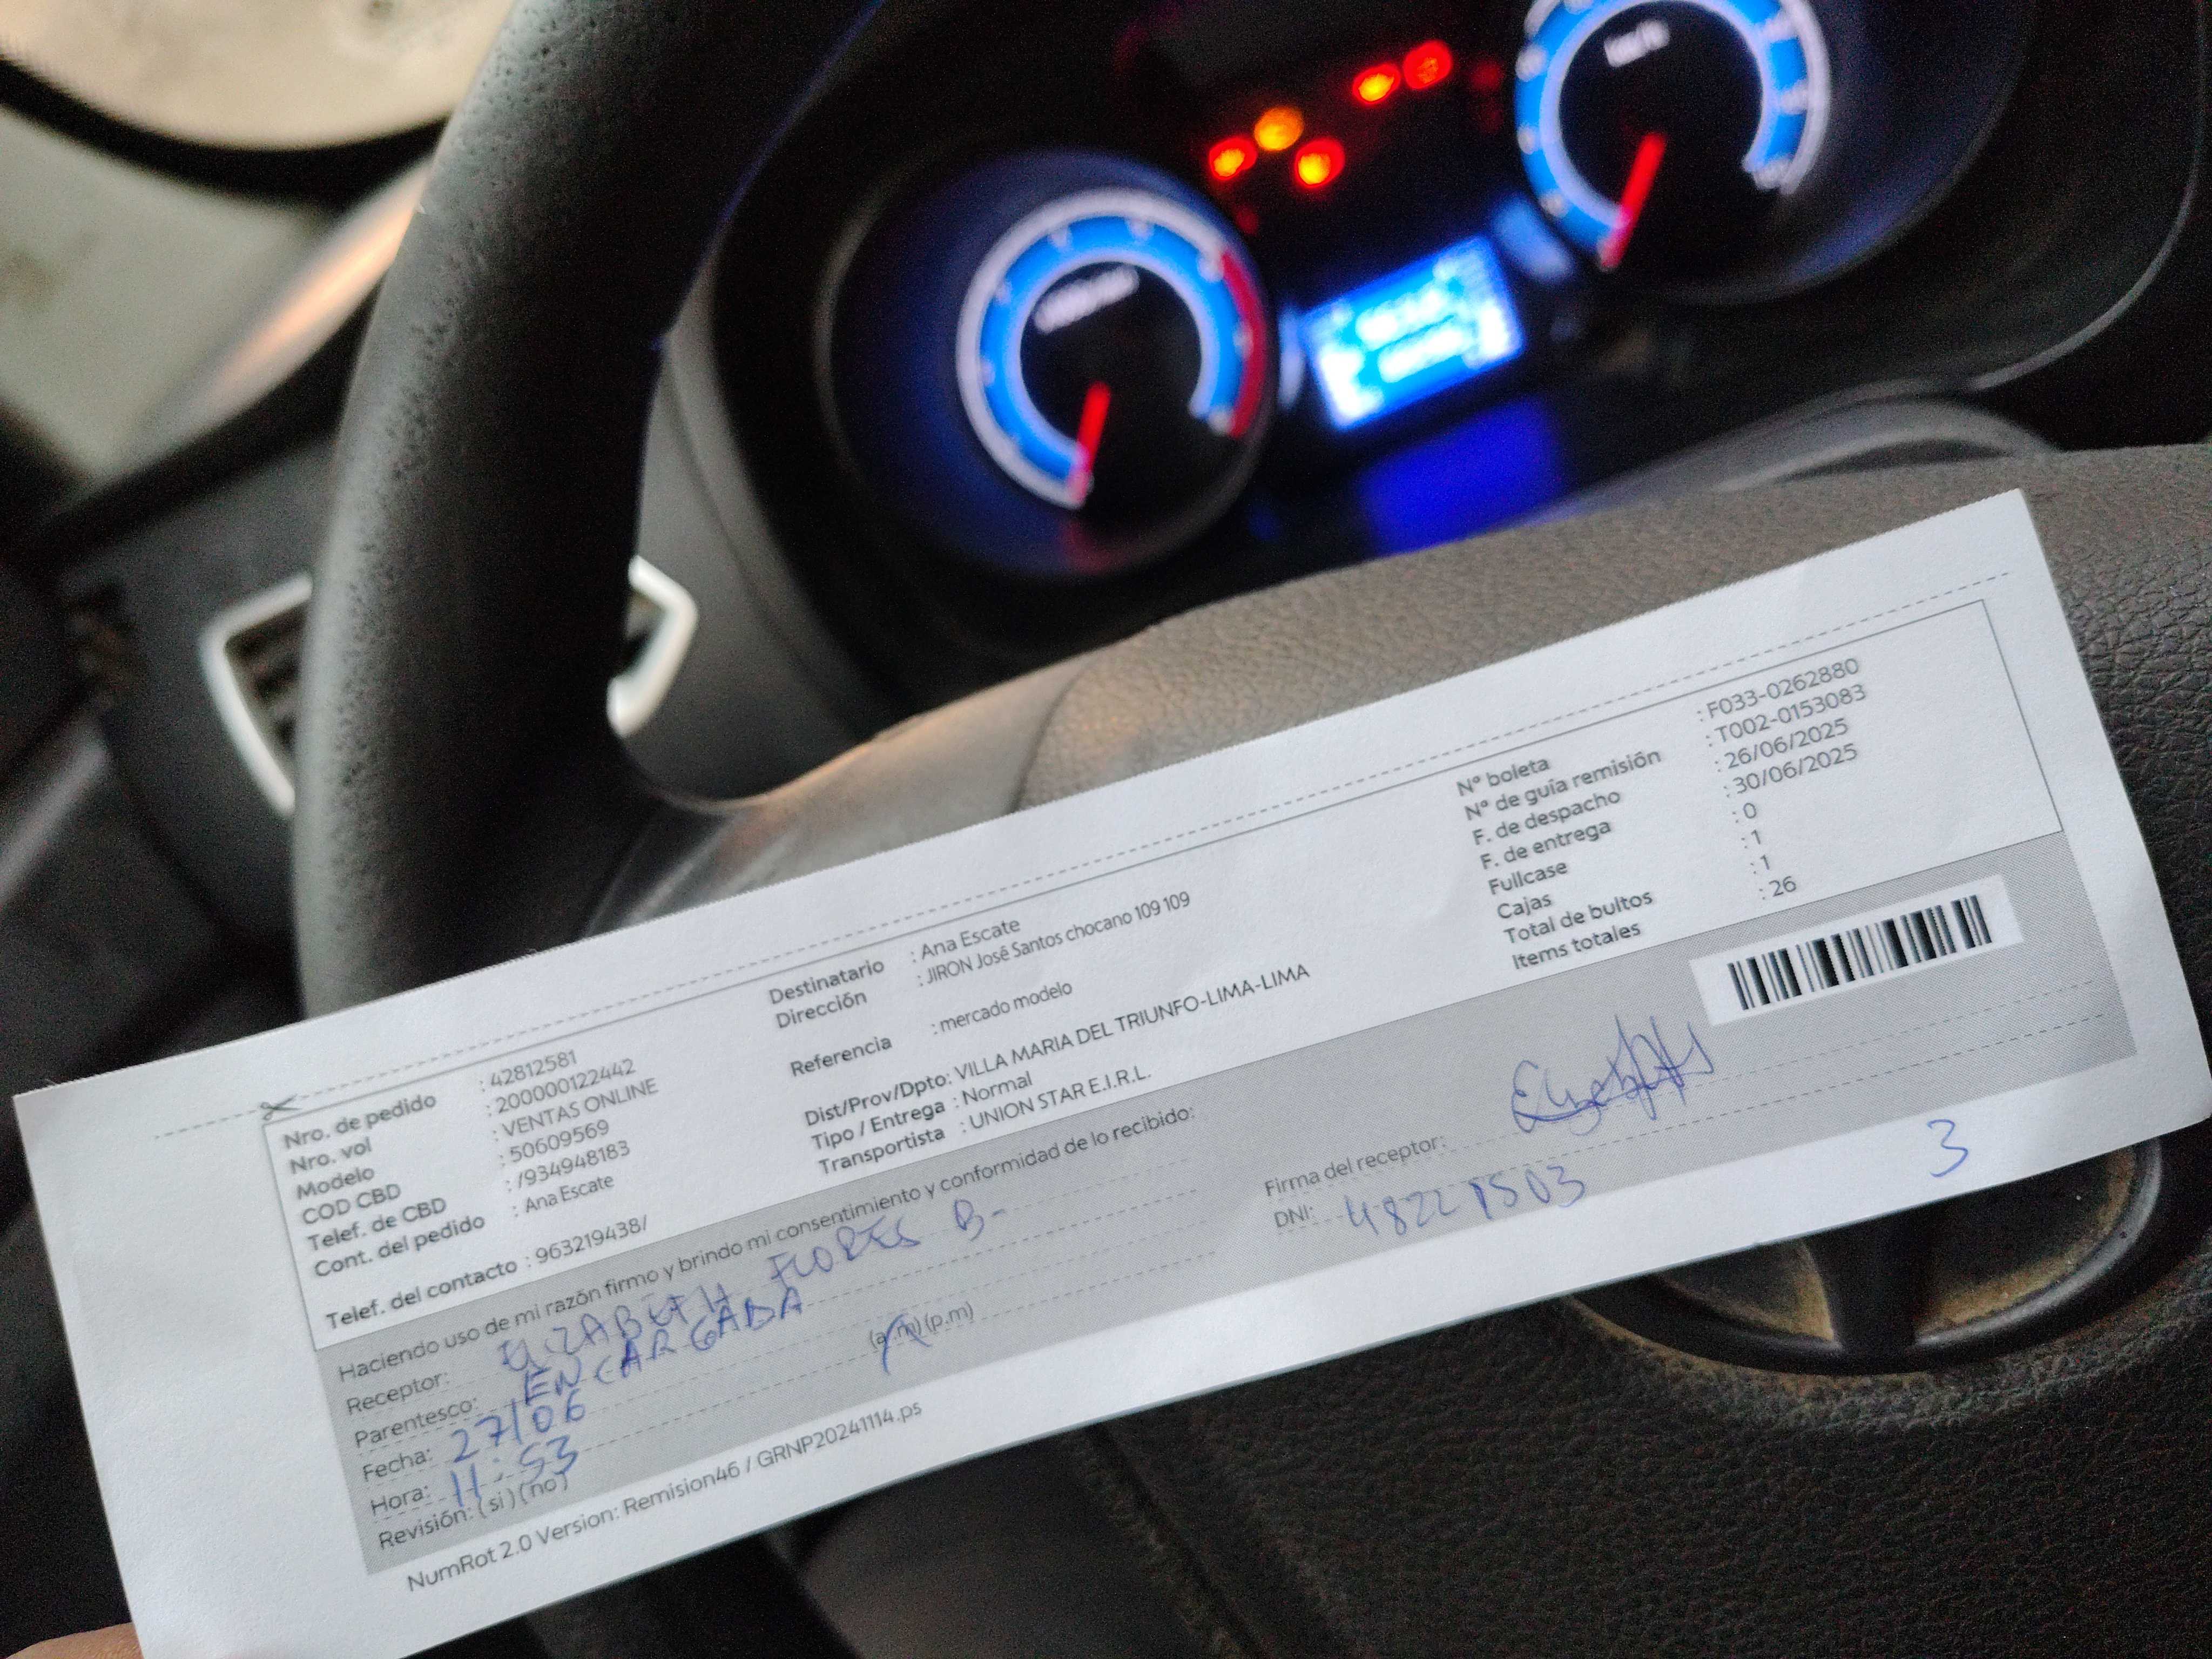 Nro. de pedido : 42812581
Nro. vol : 200000122442
Modelo : VENTAS ONLINE
COD CBD : 50609569
Telef. de CBD : /934948183
Cont. del pedido : Ana Escate
Telef. del contacto : 963219438/
Destinatario : Ana Escate
Dirección : JIRON José Santos chocano 109 109
Referencia : mercado modelo
Dist/Prov/Dpto: VILLA MARIA DEL TRIUNFO-LIMA-LIMA
Tipo / Entrega : Normal
Transportista : UNION STAR E.I.R.L.
N° boleta : F033-0262880
N° de guía remisión : T002-0153083
F. de despacho : 26/06/2025
F. de entrega : 30/06/2025
Fullcase : 0
Cajas : 1
Total de bultos : 1
Items totales : 26
Haciendo uso de mi razón firmo y brindo mi consentimiento y conformidad de lo recibido:
Receptor: ELIZABETH FLORES B-
Parentesco: ENCARGADA
Fecha: 27/06
Hora: 11:53 (a.m) (p.m)
Revisión: (si) (no)
Firma del receptor:
DNI: 48221503
3
NumRot 2.0 Version: Remision46 / GRNP20241114.ps